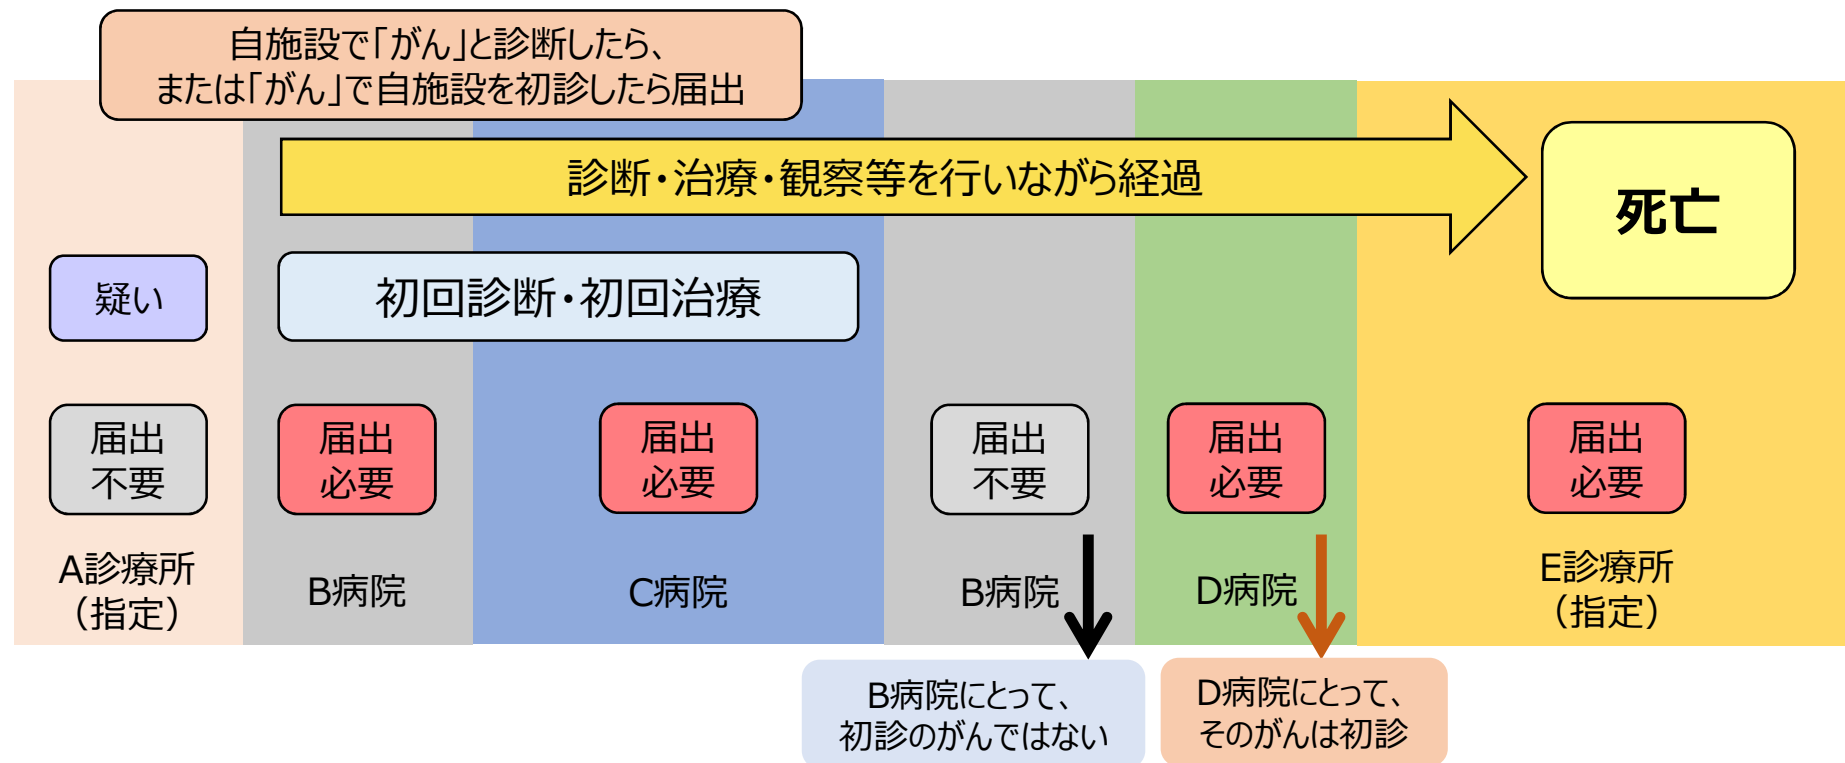 自施設で「がん」と診断したら、
または「がん」で自施設を初診したら届出
診断・治療・観察等を行いながら経過
死亡
疑い
初回診断・初回治療
届出
不要
届出
必要
届出
必要
届出
不要
届出
必要
届出
必要
A診療所
（指定）
B病院
C病院
B病院
D病院
E診療所
（指定）
B病院にとって、
初診のがんではない
D病院にとって、
そのがんは初診